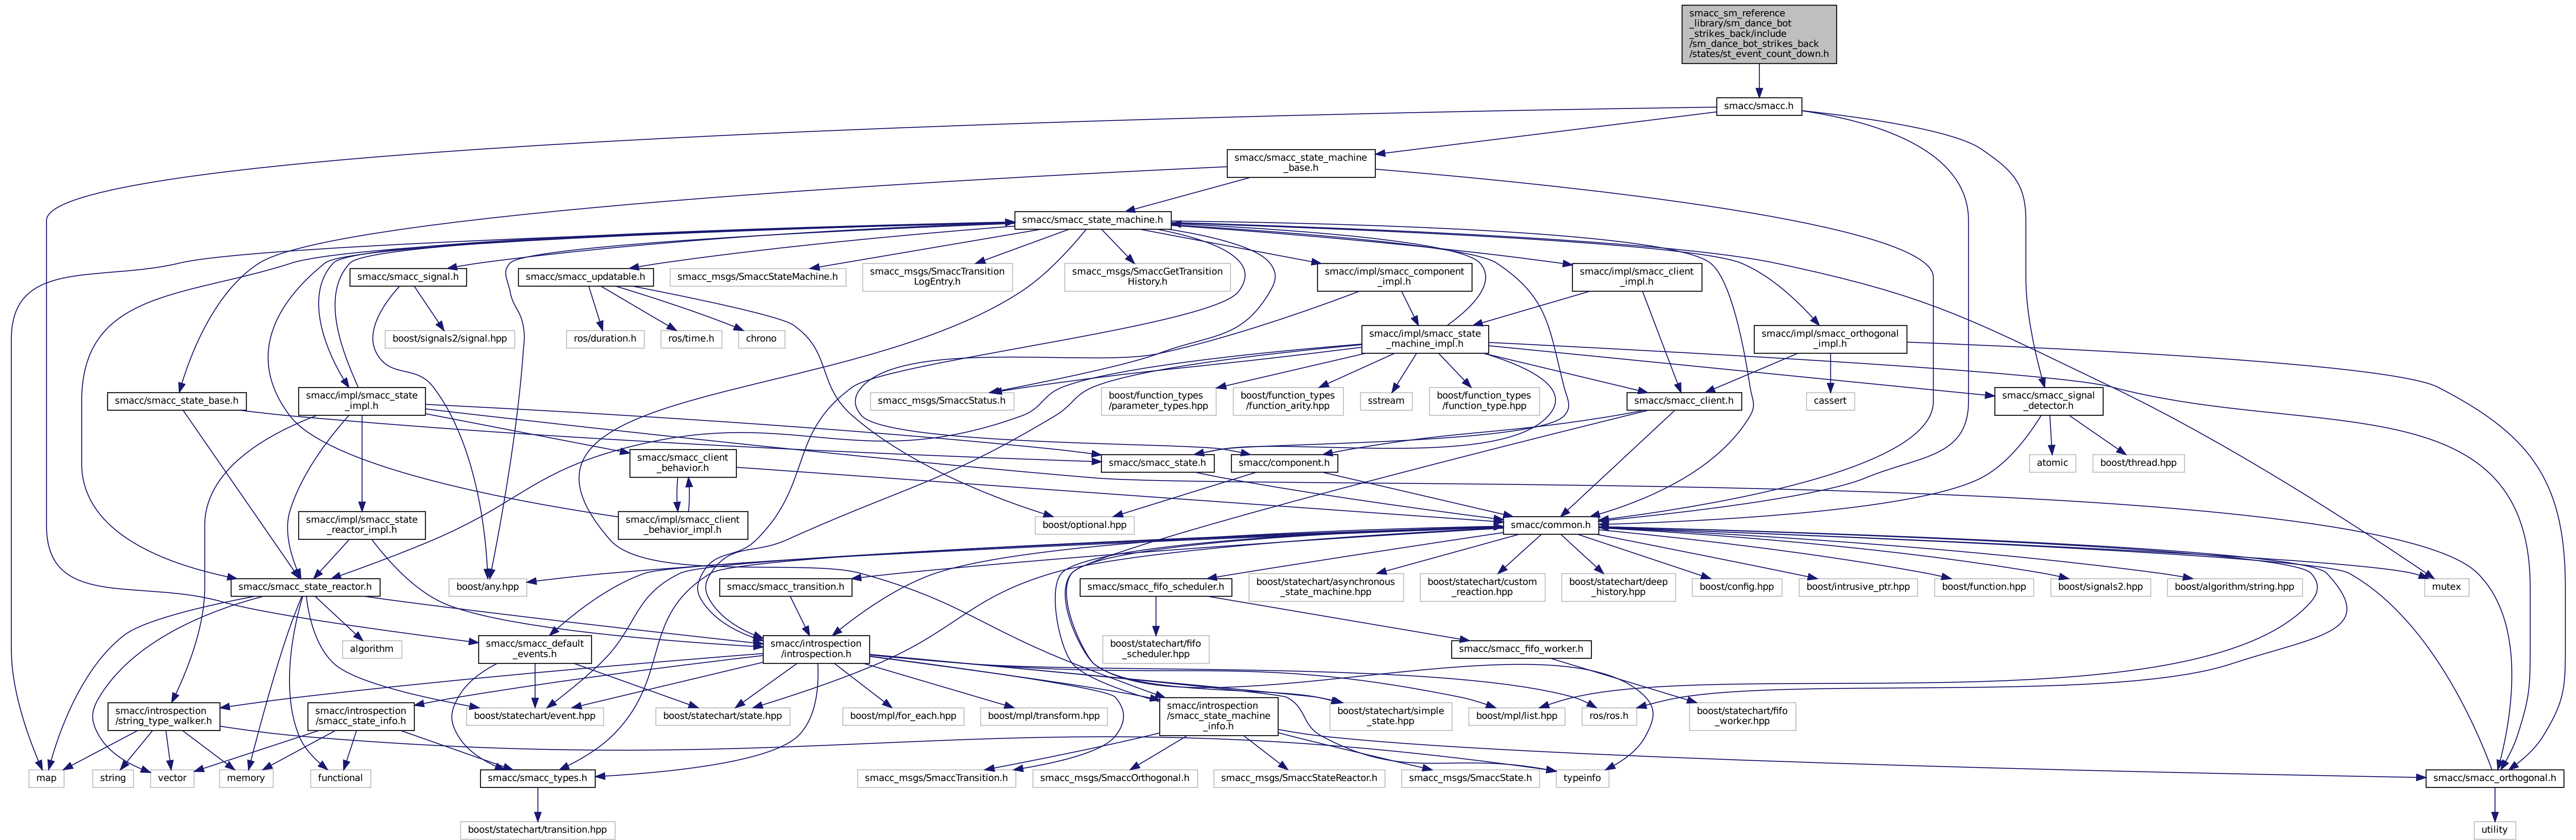 smacc_sm_reference
_library/sm_dance_bot
_strikes_back/include
/sm_dance_bot_strikes_back
/states/st_event_count_down.h
smacc/smacc.h
smacc/smacc_state_machine
_base.h
smacc/smacc_state_machine.h
smacc/smacc_signal.h
smacc/smacc_updatable.h
smacc_msgs/SmaccStateMachine.h
smacc_msgs/SmaccTransition
LogEntry.h
smacc_msgs/SmaccGetTransition
History.h
smacc/impl/smacc_component
_impl.h
smacc/impl/smacc_client
_impl.h
boost/signals2/signal.hpp
ros/duration.h
ros/time.h
chrono
smacc/impl/smacc_state
_machine_impl.h
smacc/impl/smacc_orthogonal
_impl.h
smacc/smacc_state_base.h
smacc/impl/smacc_state
_impl.h
smacc_msgs/SmaccStatus.h
boost/function_types
/parameter_types.hpp
boost/function_types
/function_arity.hpp
sstream
boost/function_types
/function_type.hpp
smacc/smacc_client.h
cassert
smacc/smacc_signal
_detector.h
smacc/smacc_client
_behavior.h
smacc/smacc_state.h
smacc/component.h
atomic
boost/thread.hpp
smacc/impl/smacc_state
_reactor_impl.h
smacc/impl/smacc_client
_behavior_impl.h
boost/optional.hpp
smacc/common.h
smacc/smacc_state_reactor.h
boost/any.hpp
smacc/smacc_transition.h
smacc/smacc_fifo_scheduler.h
boost/statechart/asynchronous
_state_machine.hpp
boost/statechart/custom
_reaction.hpp
boost/statechart/deep
_history.hpp
boost/config.hpp
boost/intrusive_ptr.hpp
boost/function.hpp
boost/signals2.hpp
boost/algorithm/string.hpp
mutex
algorithm
smacc/smacc_default
_events.h
smacc/introspection
/introspection.h
boost/statechart/fifo
_scheduler.hpp
smacc/smacc_fifo_worker.h
smacc/introspection
/string_type_walker.h
smacc/introspection
/smacc_state_info.h
boost/statechart/event.hpp
boost/statechart/state.hpp
boost/mpl/for_each.hpp
boost/mpl/transform.hpp
smacc/introspection
/smacc_state_machine
_info.h
boost/statechart/simple
_state.hpp
boost/mpl/list.hpp
ros/ros.h
boost/statechart/fifo
_worker.hpp
map
string
vector
memory
functional
smacc/smacc_types.h
smacc_msgs/SmaccTransition.h
smacc_msgs/SmaccOrthogonal.h
smacc_msgs/SmaccStateReactor.h
smacc_msgs/SmaccState.h
typeinfo
smacc/smacc_orthogonal.h
boost/statechart/transition.hpp
utility